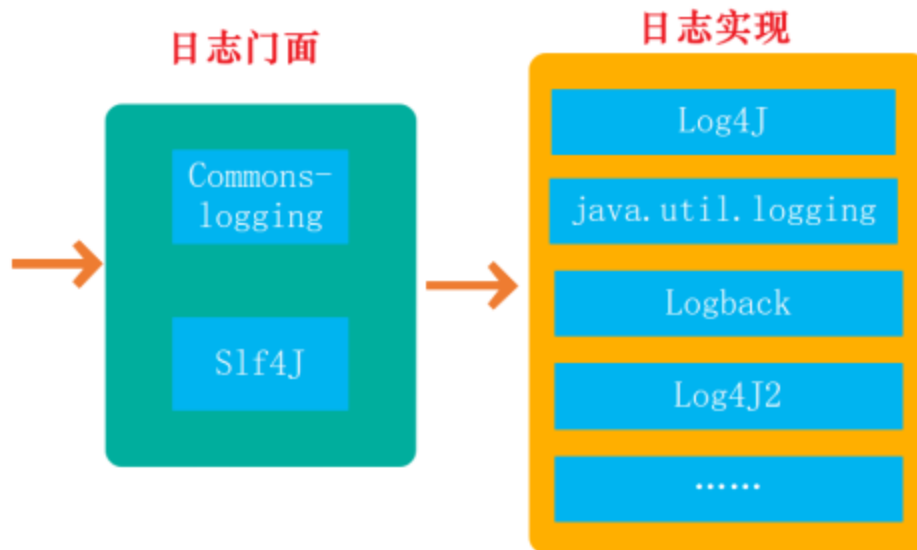 日志门面
Commons-
logging
Slf4J
日志实现
Log4J
java.util.logging
Logback
Log4J2
……